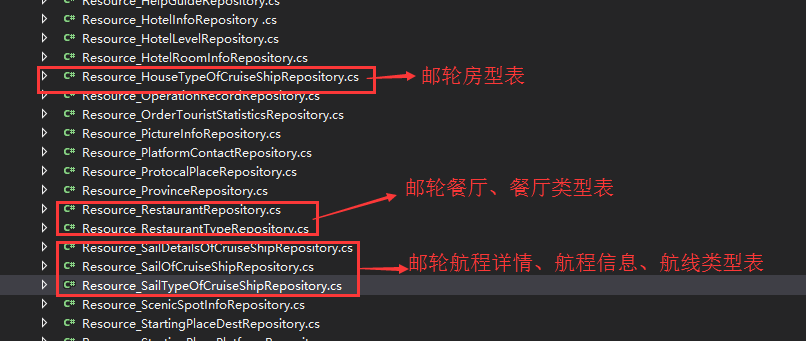 C# Resource_HelpGuideRepository.cs
C# Resource_HotelInfoRepository .cs
C# Resource_HotelLevelRepository.cs
C# Resource_HotelRoomInfoRepository.cs
C# Resource_HouseTypeOfCruiseShipRepository.cs 邮轮房型表
C# Resource_OperationRecordRepository.cs
C# Resource_OrderTouristStatisticsRepository.cs
C# Resource_PictureInfoRepository.cs
C# Resource_PlatformContactRepository.cs
C# Resource_ProtocalPlaceRepository.cs
C# Resource_ProvinceRepository.cs
C# Resource_RestaurantRepository.cs 邮轮餐厅、餐厅类型表
C# Resource_RestaurantTypeRepository.cs
C# Resource_SailDetailsOfCruiseShipRepository.cs
C# Resource_SailOfCruiseShipRepository.cs 邮轮航程详情、航程信息、航线类型表
C# Resource_SailTypeOfCruiseShipRepository.cs
C# Resource_ScenicSpotInfoRepository.cs
C# Resource_StartingPlaceDestRepository.cs